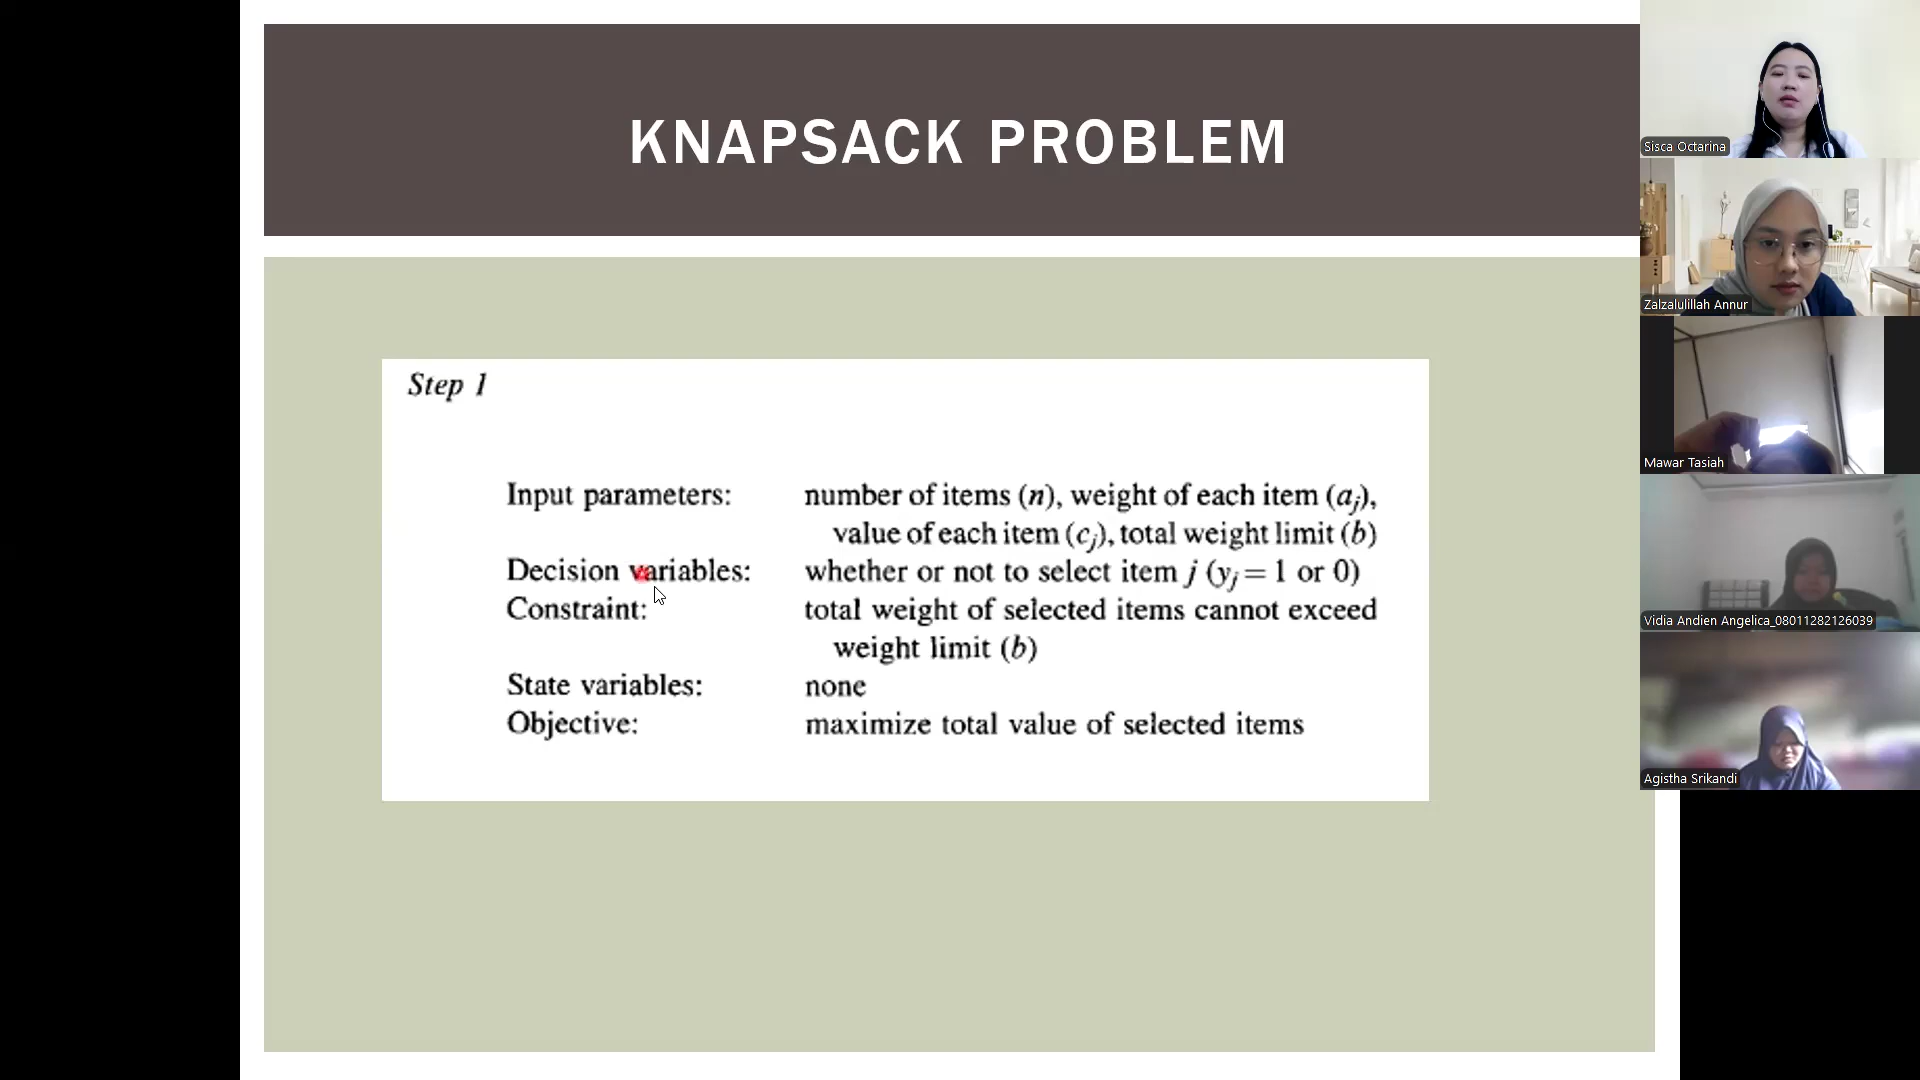 KNAPSACK PROBLEM
Step 1
Input parameters: number of items (n), weight of each item (aⱼ),
value of each item (cⱼ), total weight limit (b)
Decision variables: whether or not to select item j (yⱼ = 1 or 0)
Constraint: total weight of selected items cannot exceed
weight limit (b)
State variables: none
Objective: maximize total value of selected items
Sisca Octarina
Zalzalulillah Annur
Mawar Tasiah
Vidia Andien Angelica_08011282126039
Agistha Srikandi